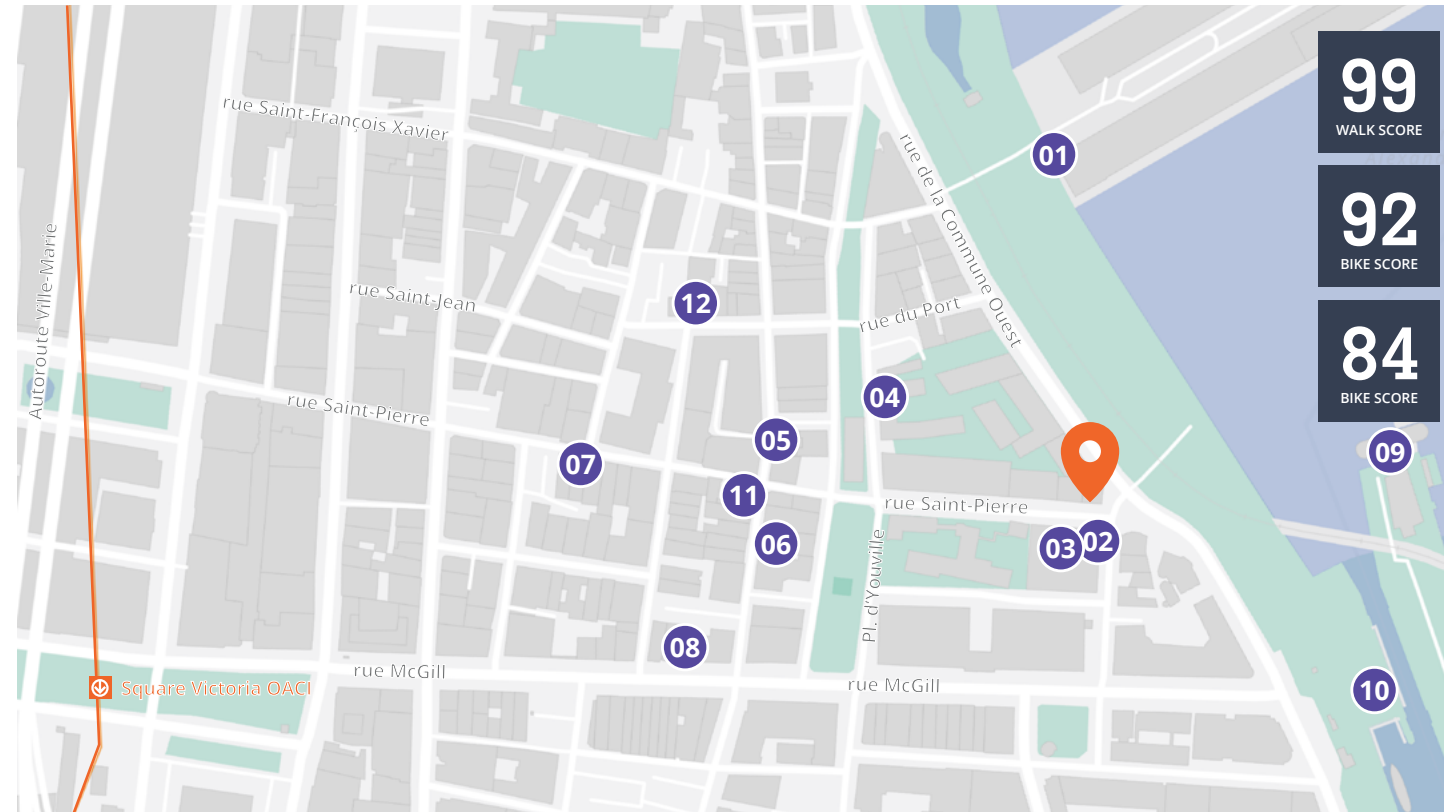 99
WALK SCORE
92
BIKE SCORE
84
BIKE SCORE
rue Saint-François Xavier
rue de la Commune Ouest
01
Autoroute Ville-Marie
rue Saint-Jean
12
rue du Port
rue Saint-Pierre
04
05
09
07
11
rue Saint-Pierre
06
03
02
Pl. d'Youville
08
rue McGill
Square Victoria OACI
rue McGill
10